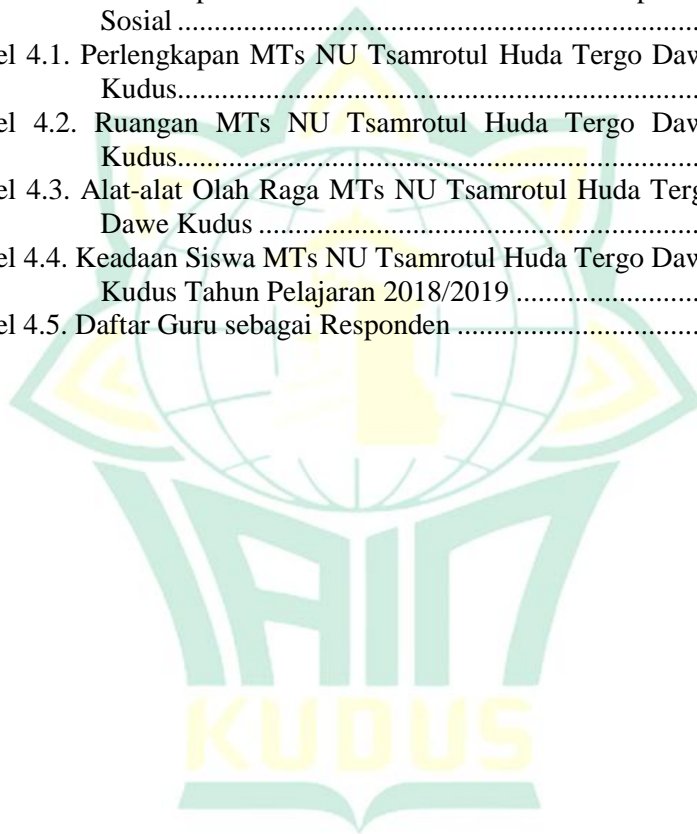 Sosial ........................................................................
el 4.1. Perlengkapan MTs NU Tsamrotul Huda Tergo Daw
Kudus........................................................................
el 4.2. Ruangan MTs NU Tsamrotul Huda Tergo Daw
Kudus........................................................................
el 4.3. Alat-alat Olah Raga MTs NU Tsamrotul Huda Terg
Dawe Kudus ...............................................................
el 4.4. Keadaan Siswa MTs NU Tsamrotul Huda Tergo Daw
Kudus Tahun Pelajaran 2018/2019 ..........................
el 4.5. Daftar Guru sebagai Responden ...................................
IAIN
KUDUS